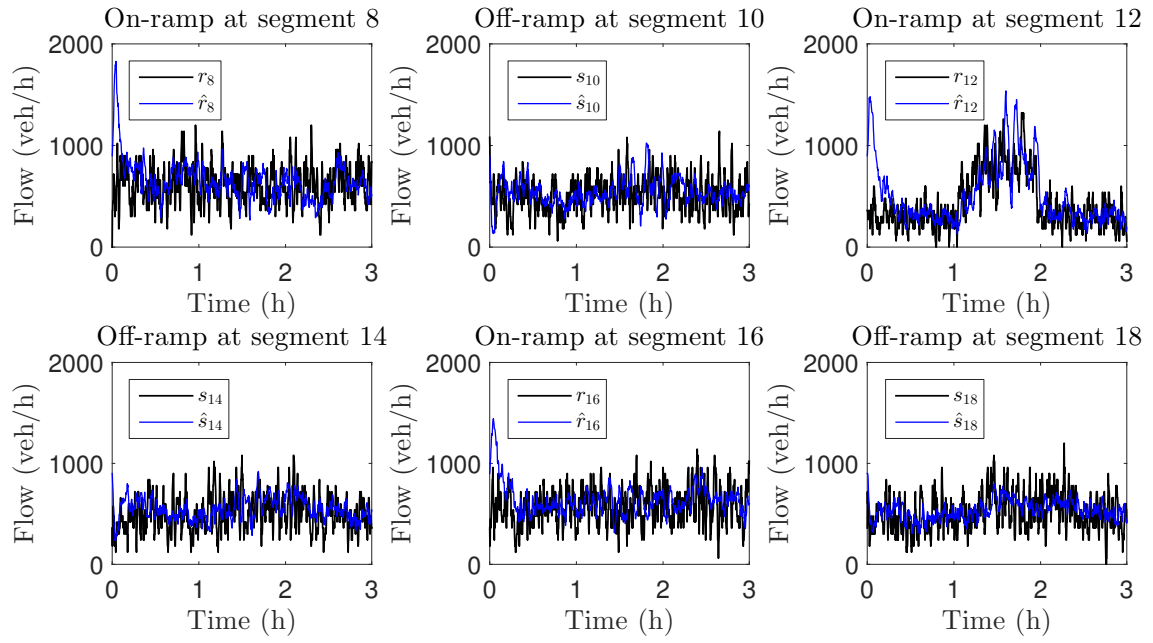 On-ramp at segment 8
2000
1000
0
Flow (veh/h)
r₈
r̂₈
0 1 2 3
Time (h)
Off-ramp at segment 10
2000
1000
0
Flow (veh/h)
s₁₀
ŝ₁₀
0 1 2 3
Time (h)
On-ramp at segment 12
2000
1000
0
Flow (veh/h)
r₁₂
r̂₁₂
0 1 2 3
Time (h)
Off-ramp at segment 14
2000
1000
0
Flow (veh/h)
s₁₄
ŝ₁₄
0 1 2 3
Time (h)
On-ramp at segment 16
2000
1000
0
Flow (veh/h)
r₁₆
r̂₁₆
0 1 2 3
Time (h)
Off-ramp at segment 18
2000
1000
0
Flow (veh/h)
s₁₈
ŝ₁₈
0 1 2 3
Time (h)